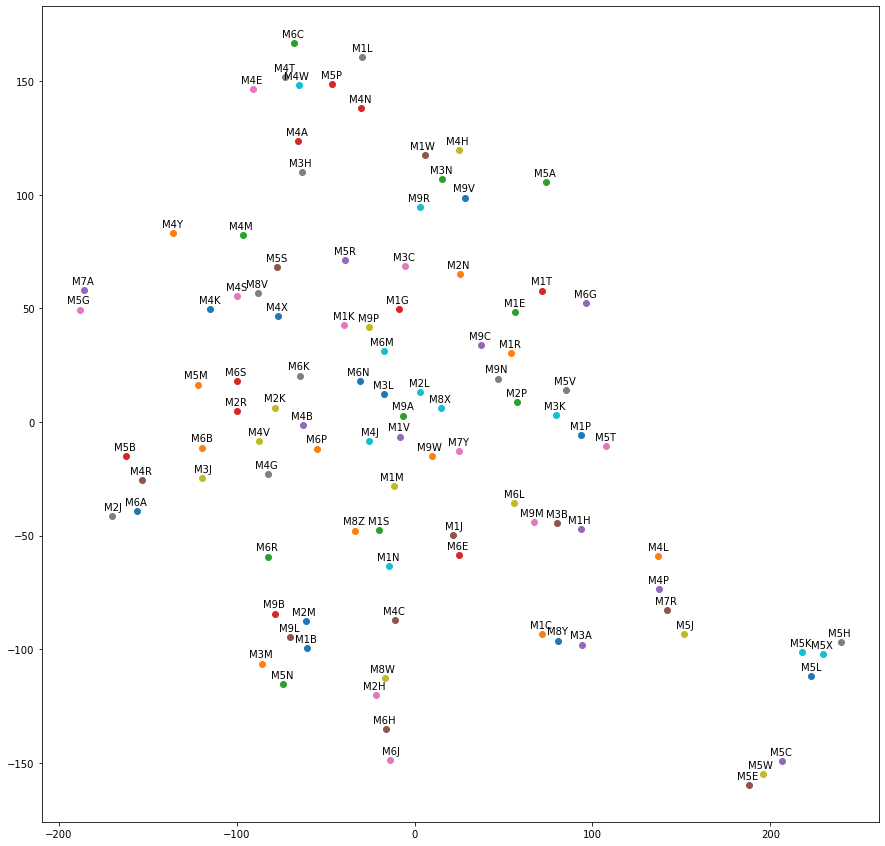 M6C
M1L
M4T
M4E
M4W
M5P
M4N
M4A
M1W
M4H
M3H
M3N
M5A
M9V
M9R
M4Y
M4M
M5R
M3C
M5S
M2N
M7A
M1T
M8V
M4S
M5G
M4K
M6G
M4X
M1G
M1E
M1K
M9P
M9C
M6M
M1R
M6K
M9N
M5M
M6S
M6N
M5V
M3L
M2L
M2P
M2K
M2R
M9A
M8X
M3K
M4B
M1V
M1P
M4V
M6B
M6P
M4J
M7Y
M5T
M5B
M9W
M4R
M3J
M4G
M1M
M6L
M2J
M6A
M9M
M3B
M8Z
M1S
M1J
M1H
M6R
M1N
M6E
M4L
M4P
M9B
M2M
M4C
M7R
M9L
M1B
M1C
M8Y
M3A
M5J
M5K
M5X
M5H
M3M
M5N
M8W
M5L
M2H
M6H
M6J
M5C
M5W
M5E
150
100
50
0
−50
−100
−150
−200
−100
0
100
200